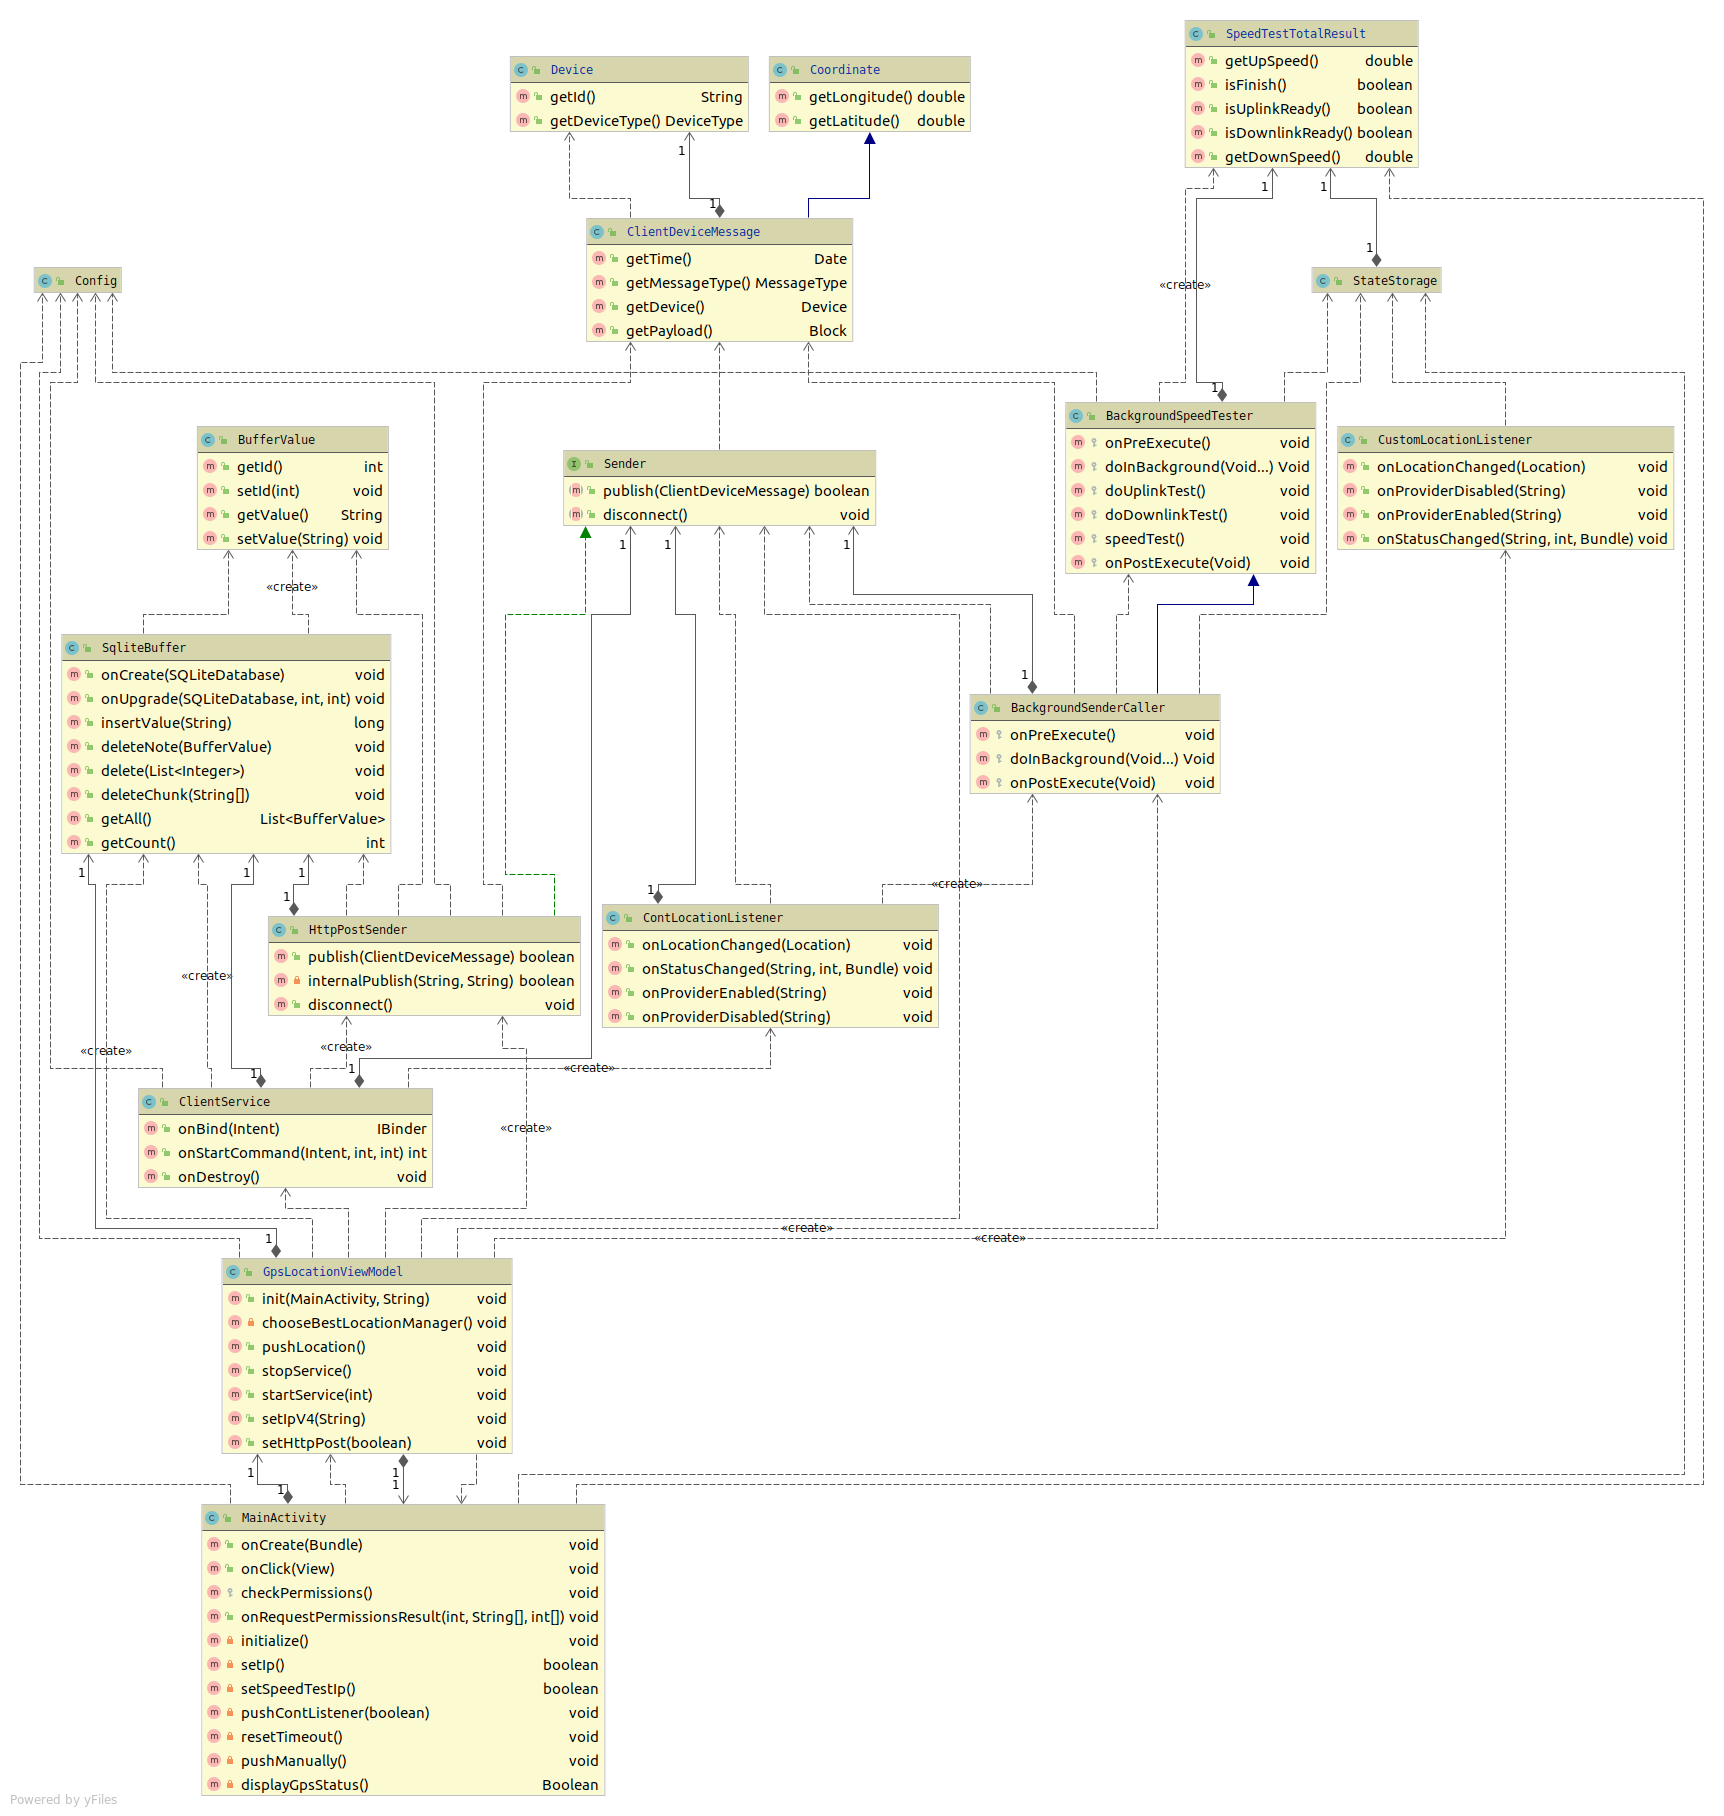 SpeedTestTotalResult
getUpSpeed() double
isFinish() boolean
isUplinkReady() boolean
isDownlinkReady() boolean
getDownSpeed() double
Device
getId() String
getDeviceType() DeviceType
Coordinate
getLongitude() double
getLatitude() double
1
1
1
1
ClientDeviceMessage
getTime() Date
getMessageType() MessageType
getDevice() Device
getPayload() Block
Config
1
StateStorage
«create»
1
BackgroundSpeedTester
onPreExecute() void
doInBackground(Void...) Void
doUplinkTest() void
doDownlinkTest() void
speedTest() void
onPostExecute(Void) void
CustomLocationListener
onLocationChanged(Location) void
onProviderDisabled(String) void
onProviderEnabled(String) void
onStatusChanged(String, int, Bundle) void
BufferValue
getId() int
setId(int) void
getValue() String
setValue(String) void
Sender
publish(ClientDeviceMessage) boolean
disconnect() void
1
1
1
«create»
SqliteBuffer
onCreate(SQLiteDatabase) void
onUpgrade(SQLiteDatabase, int, int) void
insertValue(String) long
deleteNote(BufferValue) void
delete(List<Integer>) void
deleteChunk(String[]) void
getAll() List<BufferValue>
getCount() int
1
BackgroundSenderCaller
onPreExecute() void
doInBackground(Void...) Void
onPostExecute(Void) void
1
1
1
1
1
«create»
HttpPostSender
publish(ClientDeviceMessage) boolean
internalPublish(String, String) boolean
disconnect() void
ContLocationListener
onLocationChanged(Location) void
onStatusChanged(String, int, Bundle) void
onProviderEnabled(String) void
onProviderDisabled(String) void
«create»
«create»
«create»
1
1
«create»
ClientService
onBind(Intent) IBinder
onStartCommand(Intent, int, int) int
onDestroy() void
«create»
«create»
1
«create»
GpsLocationViewModel
init(MainActivity, String) void
chooseBestLocationManager() void
pushLocation() void
stopService() void
startService(int) void
setIpV4(String) void
setHttpPost(boolean) void
1
1
1
1
MainActivity
onCreate(Bundle) void
onClick(View) void
checkPermissions() void
onRequestPermissionsResult(int, String[], int[]) void
initialize() void
setIp() boolean
setSpeedTestIp() boolean
pushContListener(boolean) void
resetTimeout() void
pushManually() void
displayGpsStatus() Boolean
Powered by yFiles